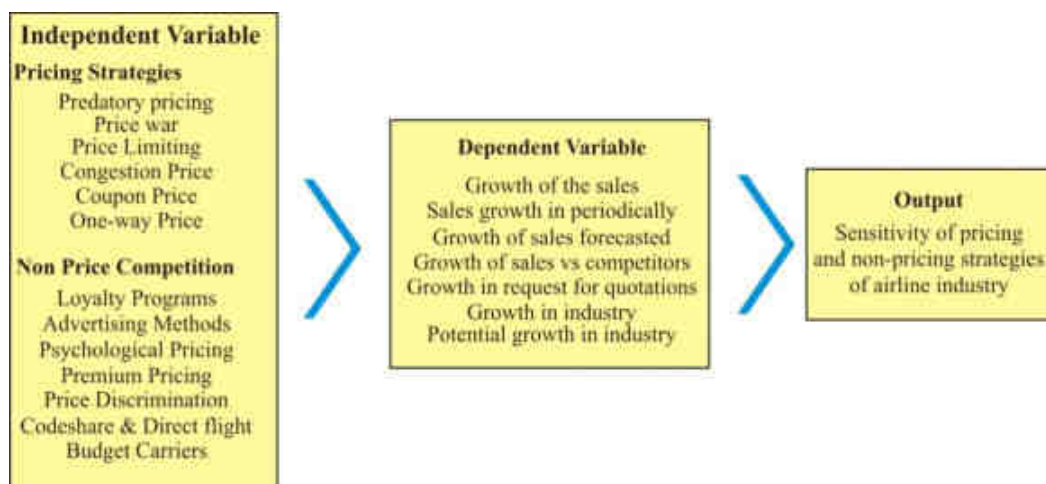 Independent Variable
Pricing Strategies
Predatory pricing
Price war
Price Limiting
Congestion Price
Coupon Price
One-way Price
Non Price Competition
Loyalty Programs
Advertising Methods
Psychological Pricing
Premium Pricing
Price Discrimination
Codeshare & Direct flight
Budget Carriers
Dependent Variable
Growth of the sales
Sales growth in periodically
Growth of sales forecasted
Growth of sales vs competitors
Growth in request for quotations
Growth in industry
Potential growth in industry
Output
Sensitivity of pricing
and non-pricing strategies
of airline industry